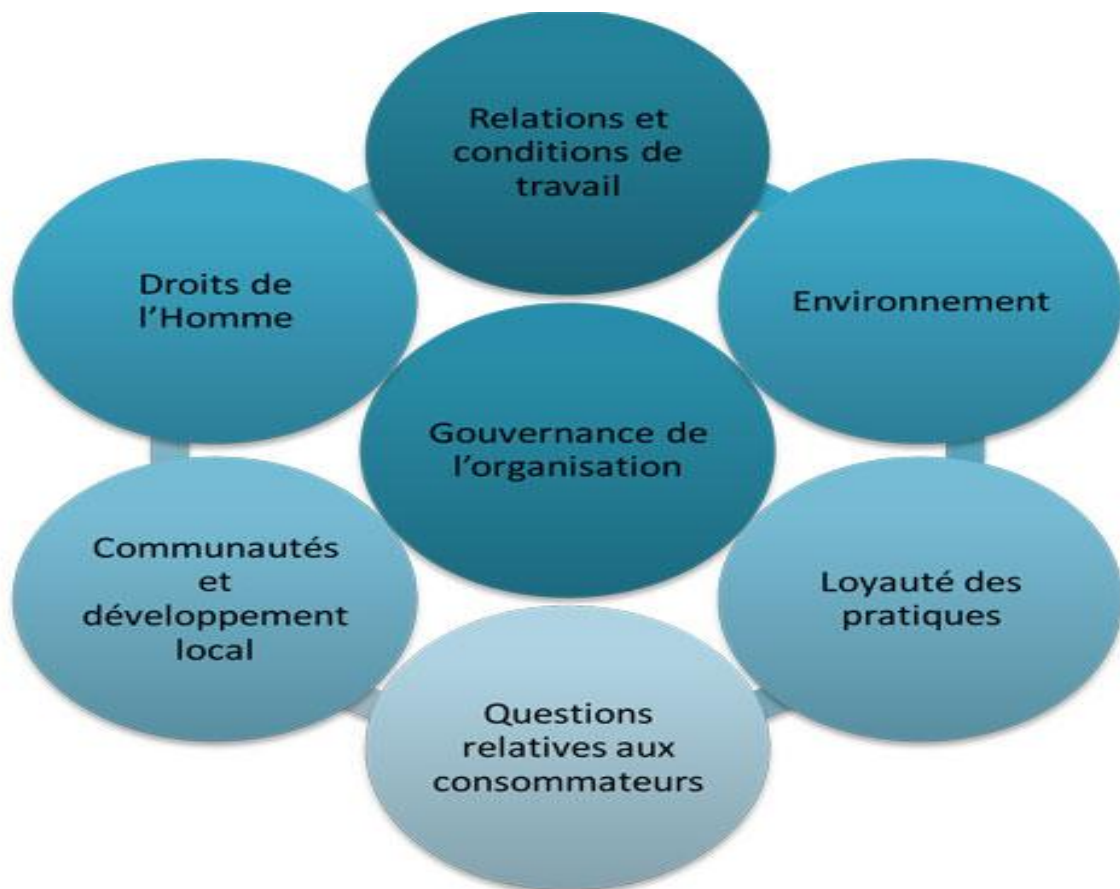 Relations et
conditions de
travail
Droits de
l'Homme
Environnement
Gouvernance de
l'organisation
Communautés
et
développement
local
Loyauté des
pratiques
Questions
relatives aux
consommateurs